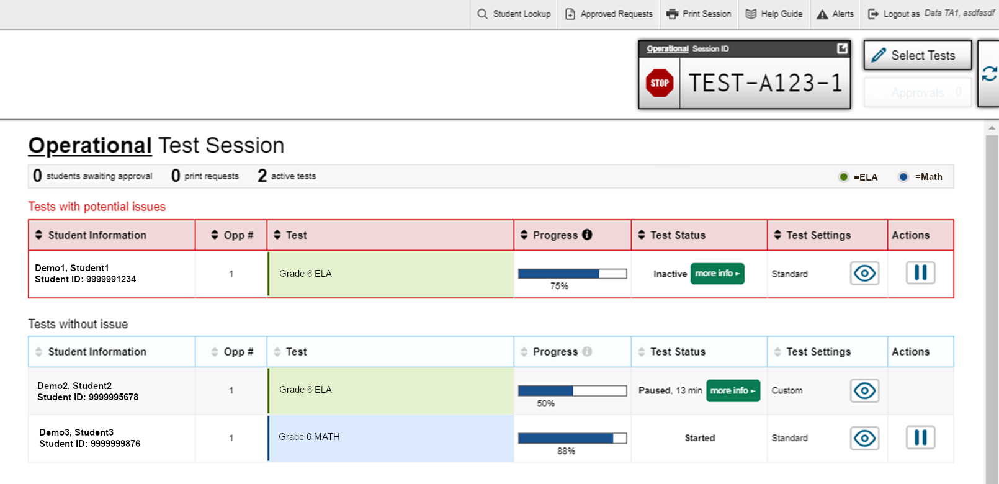 Student Lookup
Approved Requests
Print Session
Help Guide
Alerts
Logout as Data TA1, asdfasdf
Operational Session ID
STOP
TEST-A123-1
Select Tests
Approvals 0
Operational Test Session
0 students awaiting approval 0 print requests 2 active tests =ELA =Math
Tests with potential issues
Student Information Opp # Test Progress Test Status Test Settings Actions
Demo1, Student1
Student ID: 9999991234
1
Grade 6 ELA
75%
Inactive more info
Standard
Tests without issue
Student Information Opp # Test Progress Test Status Test Settings Actions
Demo2, Student2
Student ID: 9999995678
1
Grade 6 ELA
50%
Paused, 13 min more info
Custom
Demo3, Student3
Student ID: 9999999876
1
Grade 6 MATH
88%
Started
Standard